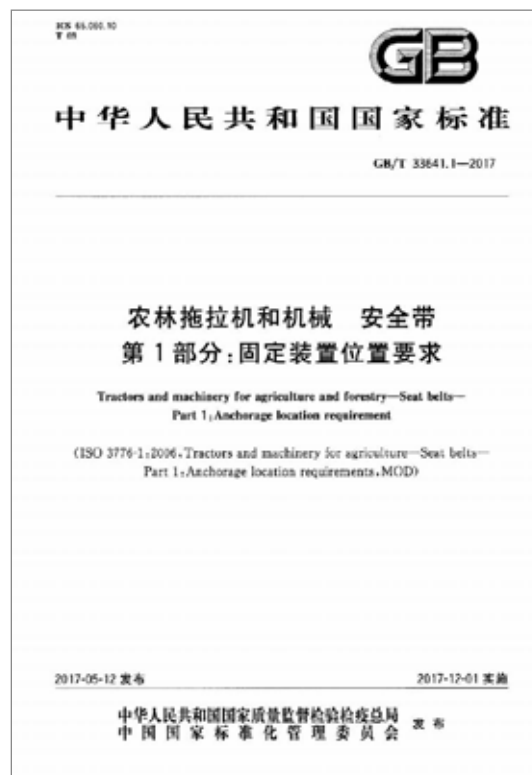 ICS 65.060.10
T 65
GB
中华人民共和国国家标准
GB/T 33641.1—2017
农林拖拉机和机械 安全带
第 1 部分:固定装置位置要求
Tractors and machinery for agriculture and forestry—Seat belts—
Part 1:Anchorage location requirement
(ISO 3776-1:2006,Tractors and machinery for agriculture—Seat belts—
Part 1:Anchorage location requirements,MOD)
2017-05-12 发布
2017-12-01 实施
中华人民共和国国家质量监督检验检疫总局
中国国家标准化管理委员会
发布